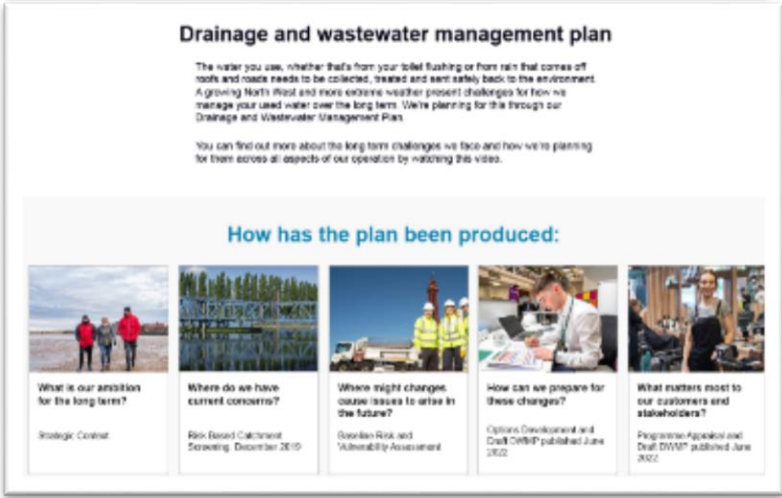 Drainage and wastewater management plan
The water you use, whether that's from your toilet flushing or from rain that comes off
roofs and roads needs to be collected, treated and sent safely back to the environment.
A growing North West and more extreme weather present challenges for how we
manage your used water over the long term. We're planning for this through our
Drainage and Wastewater Management Plan.
You can find out more about the long term challenges we face and how we're planning
for them across all aspects of our operation by watching this video.
How has the plan been produced:
What is our ambition
for the long term?
Strategic Context
Where do we have
current concerns?
Risk Based Catchment
Screening: December 2019
Where might changes
cause issues to arise in
the future?
Baseline Risk and
Vulnerability Assessment
How can we prepare for
these changes?
Options Development and
Draft DWMP published June
2022
What matters most to
our customers and
stakeholders?
Programme Appraisal and
Draft DWMP published June
2022